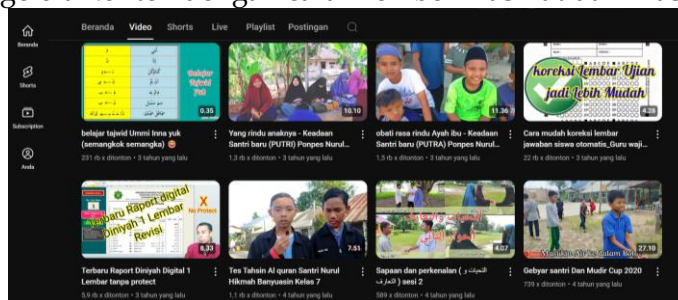 Beranda Video Shorts Live Playlist Postingan
Beranda
Shorts
Subscription
Anda
Belajar
Tajwid
Yuk
0.35
10.10
11.36
Koreksi Lembar Ujian
jadi Lebih Mudah
4.28
belajar tajwid Ummi Inna yuk
(semangkok semangka)
231 rb x ditonton • 3 tahun yang lalu
Yang rindu anaknya - Keadaan
Santri baru (PUTRI) Ponpes Nurul...
1,3 rb x ditonton • 3 tahun yang lalu
obati rasa rindu Ayah ibu - Keadaan
Santri baru (PUTRA) Ponpes Nurul...
1,5 rb x ditonton • 3 tahun yang lalu
Cara mudah koreksi lembar
jawaban siswa otomatis_Guru waji...
22 rb x ditonton • 3 tahun yang lalu
Terbaru Raport digital
Diniyah 1 Lembar
Revisi
X
No Protect
8.33
7.51
التحيات و التعارف
4.07
27.10
Terbaru Report Diniyah Digital 1
Lembar tanpa protect
5,9 rb x ditonton • 3 tahun yang lalu
Tes Tahsin Al quran Santri Nurul
Hikmah Banyuasin Kelas 7
1,1 rb x ditonton • 4 tahun yang lalu
Sapaan dan perkenalan ( التحيات و
التعارف ) sesi 2
589 x ditonton • 4 tahun yang lalu
Gebyar santri Dan Mudir Cup 2020
739 x ditonton • 4 tahun yang lalu